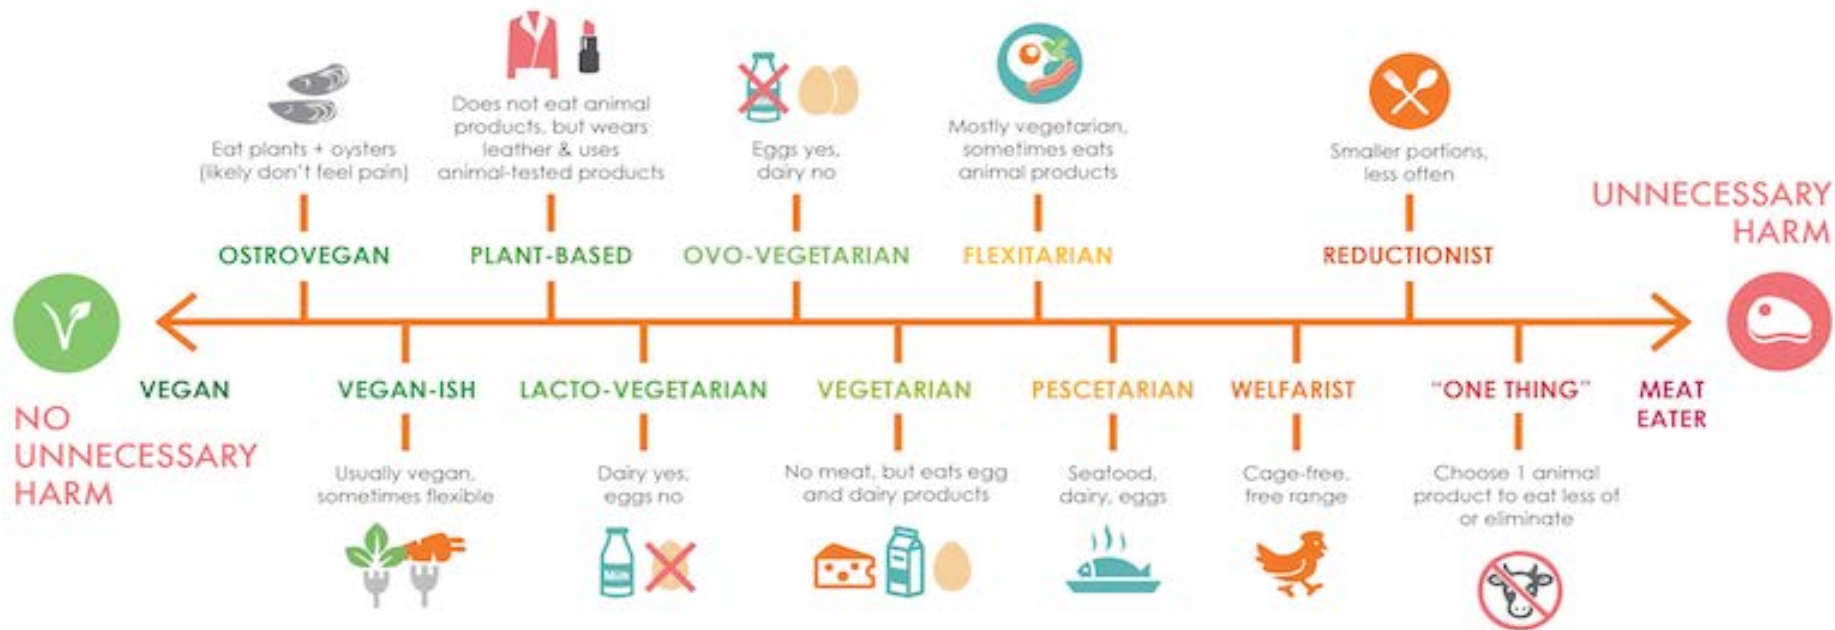 Eat plants + oysters
(likely don't feel pain)
OSTROVEGAN
Does not eat animal
products, but wears
leather & uses
animal-tested products
PLANT-BASED
Eggs yes,
dairy no
OVO-VEGETARIAN
Mostly vegetarian,
sometimes eats
animal products
FLEXITARIAN
Smaller portions,
less often
REDUCTIONIST
UNNECESSARY
HARM
NO
UNNECESSARY
HARM
VEGAN
VEGAN-ISH
Usually vegan,
sometimes flexible
LACTO-VEGETARIAN
Dairy yes,
eggs no
Milk
VEGETARIAN
No meat, but eats egg
and dairy products
PESCETARIAN
Seafood,
dairy, eggs
WELFARIST
Cage-free,
free range
"ONE THING"
Choose 1 animal
product to eat less of
or eliminate
MEAT
EATER